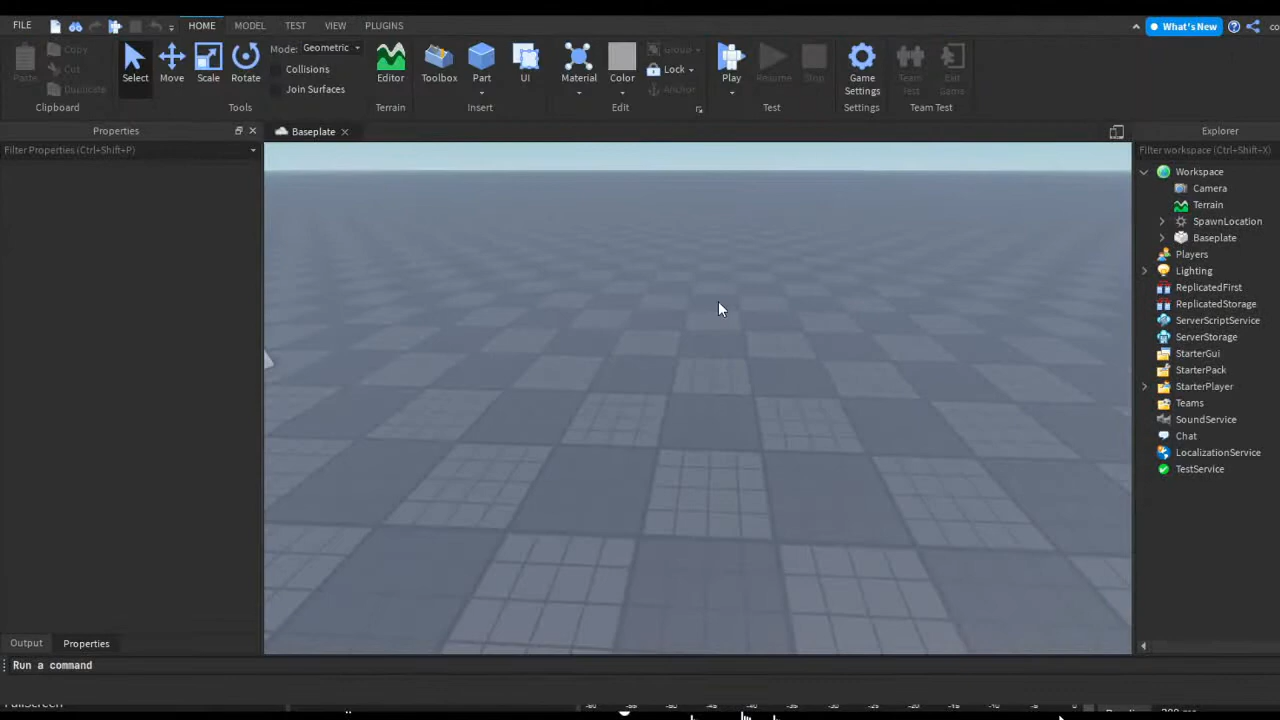 FILE HOME MODEL TEST VIEW PLUGINS What's New
Paste Copy Cut Duplicate Clipboard
Select Move Scale Rotate Mode: Geometric Collisions Join Surfaces Tools
Editor Terrain
Toolbox Part UI Insert
Material Color Group Lock Anchor Edit
Play Resume Stop Test
Game Settings Settings
Team Test Exit Game Team Test
Properties
Filter Properties (Ctrl+Shift+P)
Baseplate
Explorer
Filter workspace (Ctrl+Shift+X)
Workspace
Camera
Terrain
SpawnLocation
Baseplate
Players
Lighting
ReplicatedFirst
ReplicatedStorage
ServerScriptService
ServerStorage
StarterGui
StarterPack
StarterPlayer
Teams
SoundService
Chat
LocalizationService
TestService
Output Properties
Run a command